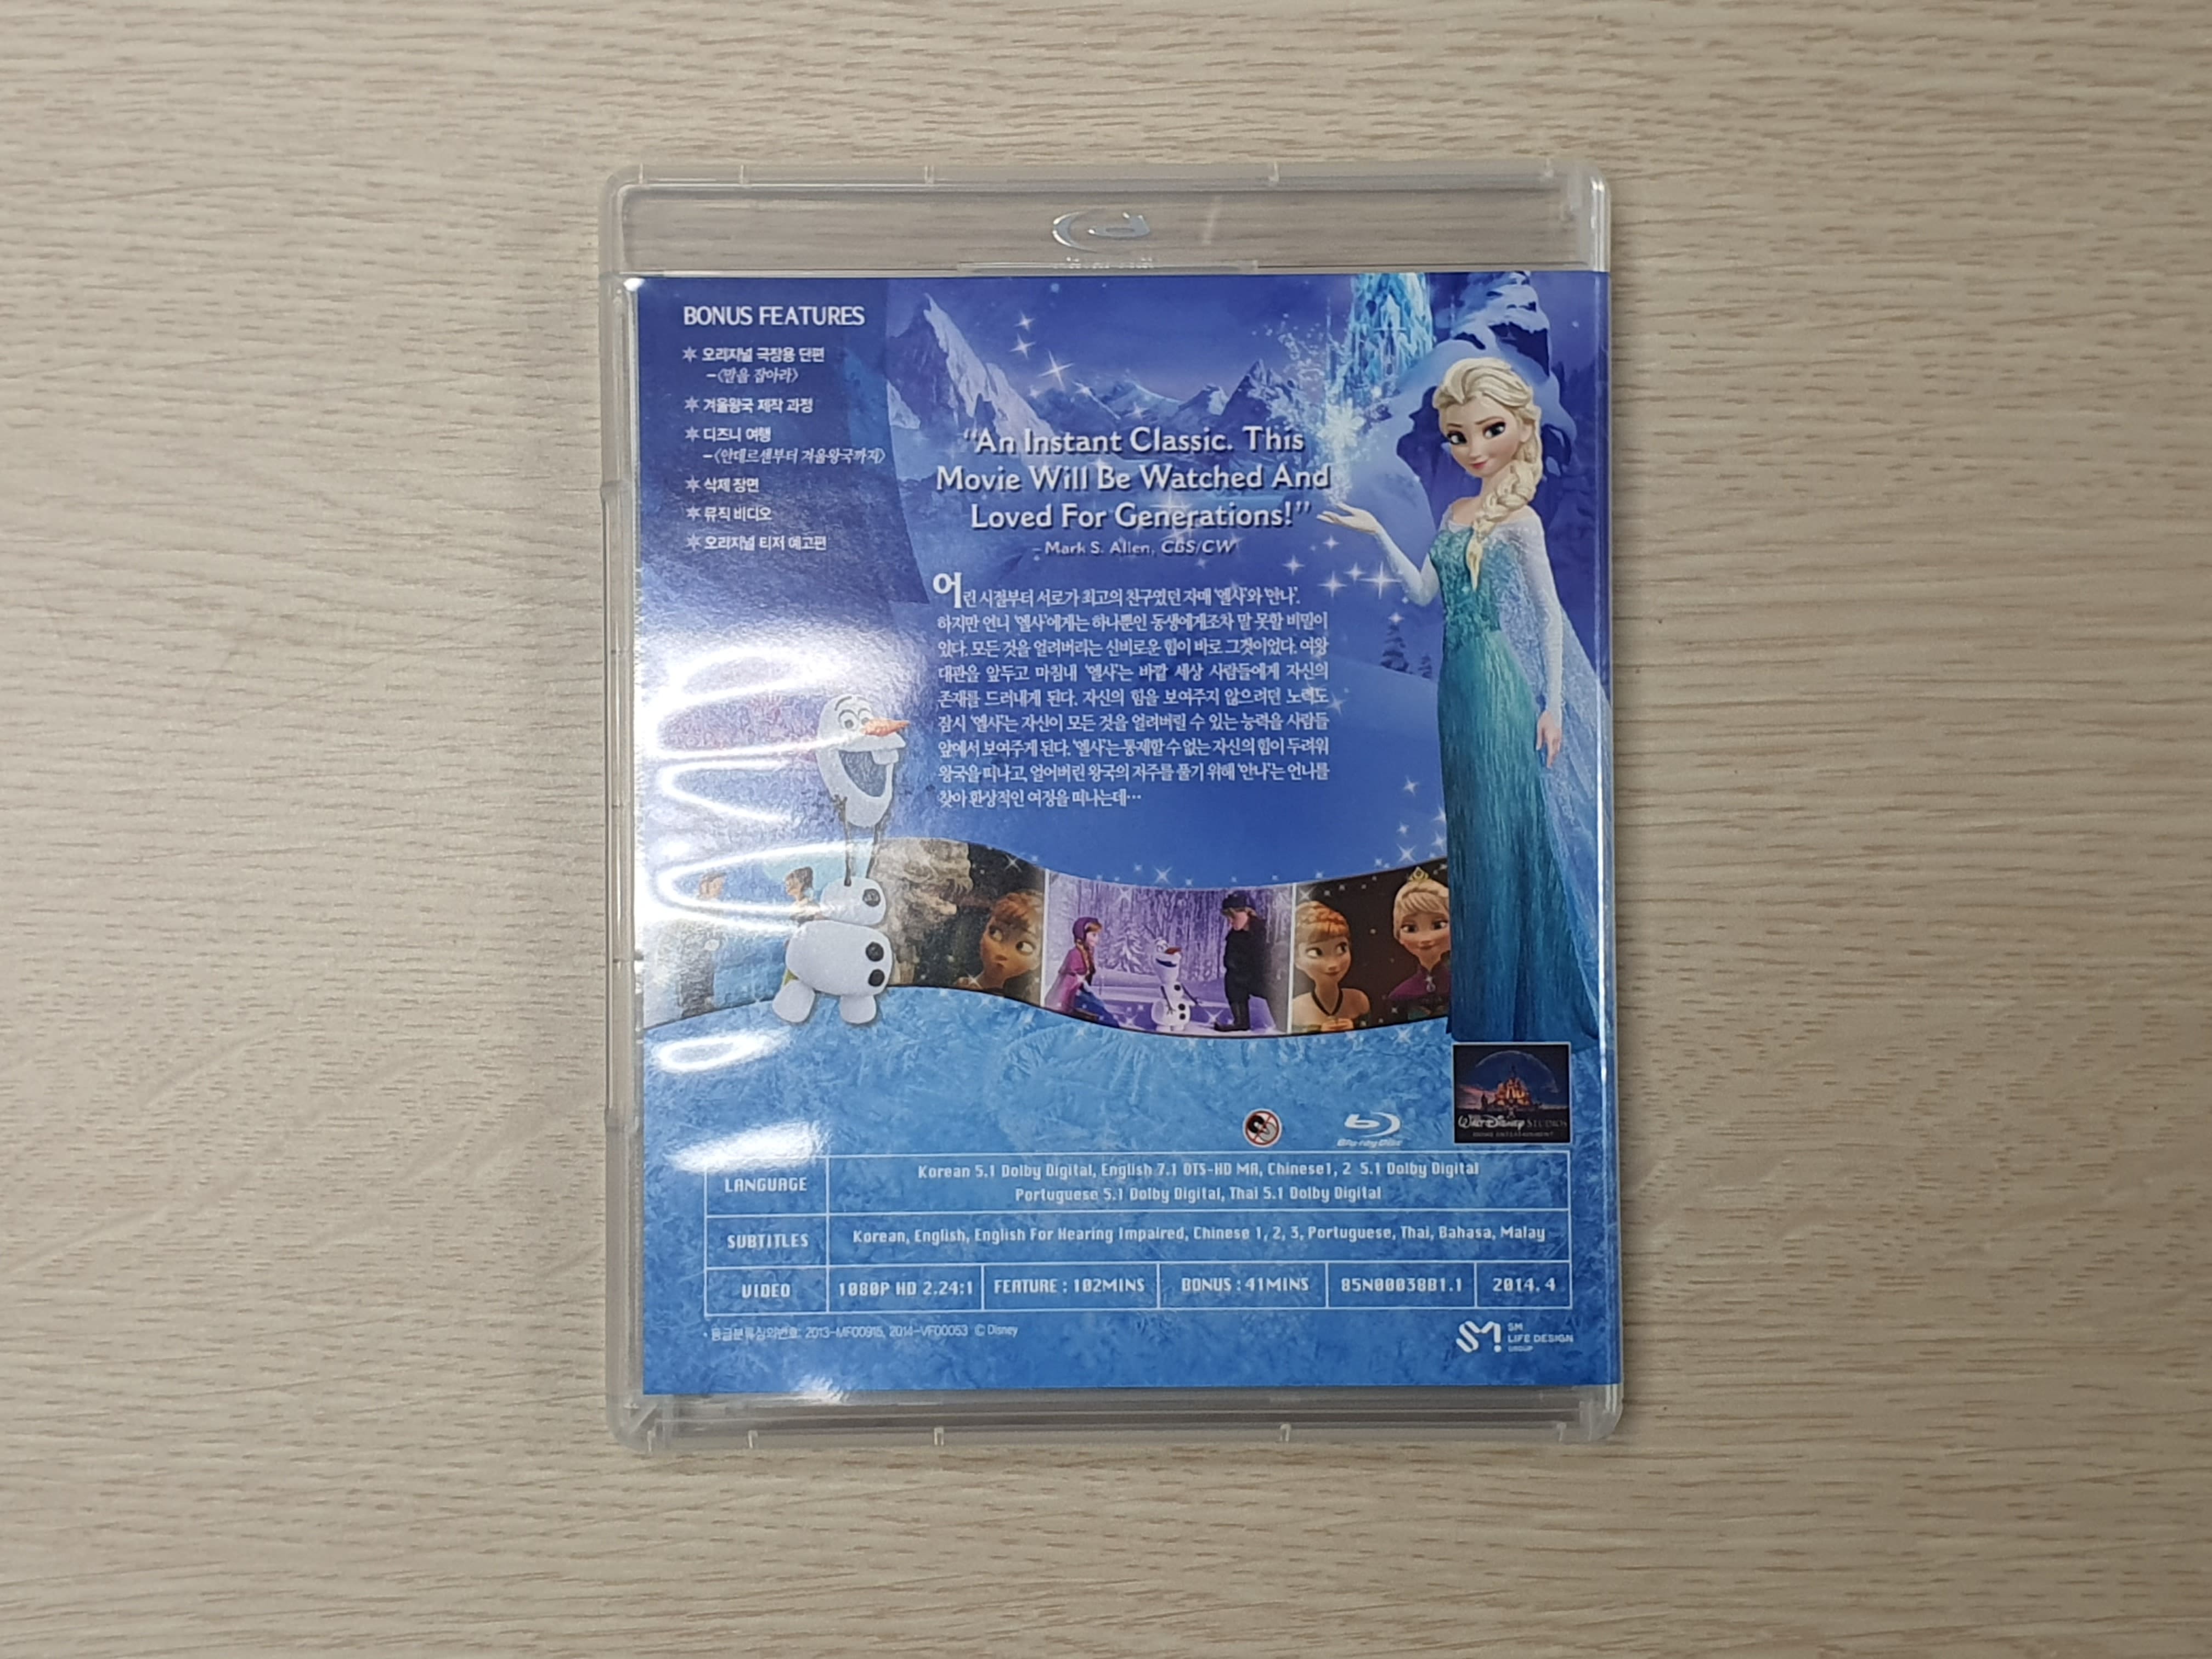 BONUS FEATURES
오리지널 극장용 단편
-<말을 잡아라>
겨울왕국 제작 과정
디즈니 여행
-<안데르센부터 겨울왕국까지>
삭제 장면
뮤직 비디오
오리지널 티저 예고편
"An Instant Classic. This
Movie Will Be Watched And
Loved For Generations!"
- Mark S. Allen, CBS/CW
어린 시절부터 서로가 최고의 친구였던 자매 '엘사'와 '안나'.
하지만 언니 '엘사'에게는 하나뿐인 동생에게조차 말 못할 비밀이
있다. 모든 것을 얼려버리는 신비로운 힘이 바로 그것이었다. 여왕
대관을 앞두고 마침내 '엘사'는 바깥 세상 사람들에게 자신의
존재를 드러내게 된다. 자신의 힘을 보여주지 않으려던 노력도
잠시 '엘사'는 자신이 모든 것을 얼려버릴 수 있는 능력을 사람들
앞에서 보여주게 된다. '엘사'는 통제할 수 없는 자신의 힘이 두려워
왕국을 떠나고, 얼어버린 왕국의 저주를 풀기 위해 '안나'는 언니를
찾아 환상적인 여정을 떠나는데…
Blu-ray Disc
WALT DISNEY STUDIOS
HOME ENTERTAINMENT
LANGUAGE
Korean 5.1 Dolby Digital, English 7.1 DTS-HD MA, Chinese1, 2 5.1 Dolby Digital
Portuguese 5.1 Dolby Digital, Thai 5.1 Dolby Digital
SUBTITLES
Korean, English, English For Hearing Impaired, Chinese 1, 2, 3, Portuguese, Thai, Bahasa, Malay
VIDEO
1080P HD 2.24:1
FEATURE : 102MINS
BONUS : 41MINS
85N00038B1.1
2014. 4
* 등급분류심의번호: 2013-MF00915, 2014-VF00053 © Disney
SM
SM
LIFE DESIGN
GROUP